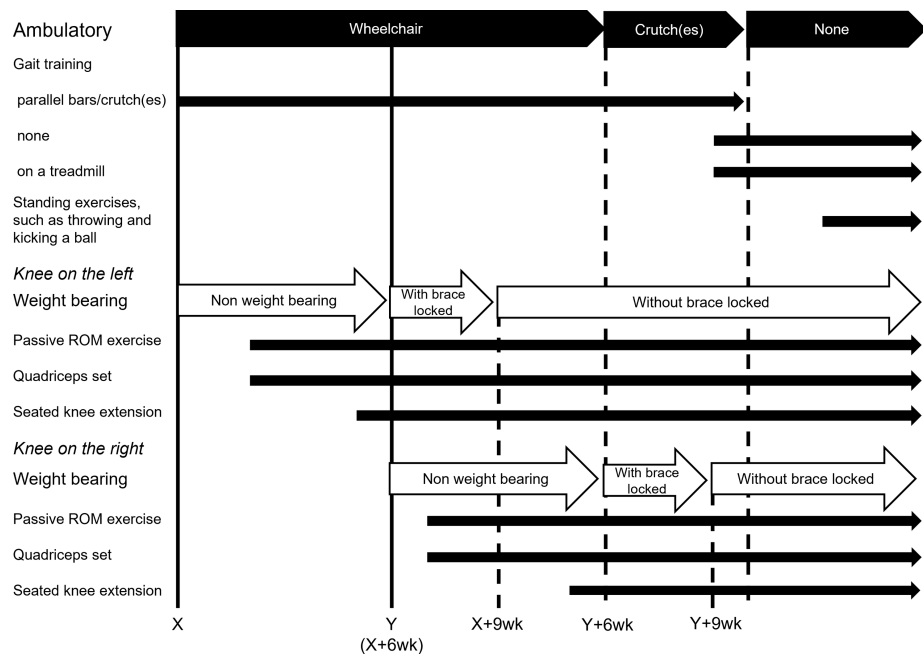 Ambulatory
Wheelchair
Crutch(es)
None
Gait training
parallel bars/crutch(es)
none
on a treadmill
Standing exercises,
such as throwing and
kicking a ball
Knee on the left
Weight bearing
Non weight bearing
With brace
locked
Without brace locked
Passive ROM exercise
Quadriceps set
Seated knee extension
Knee on the right
Weight bearing
Non weight bearing
With brace
locked
Without brace locked
Passive ROM exercise
Quadriceps set
Seated knee extension
X
Y
(X+6wk)
X+9wk
Y+6wk
Y+9wk